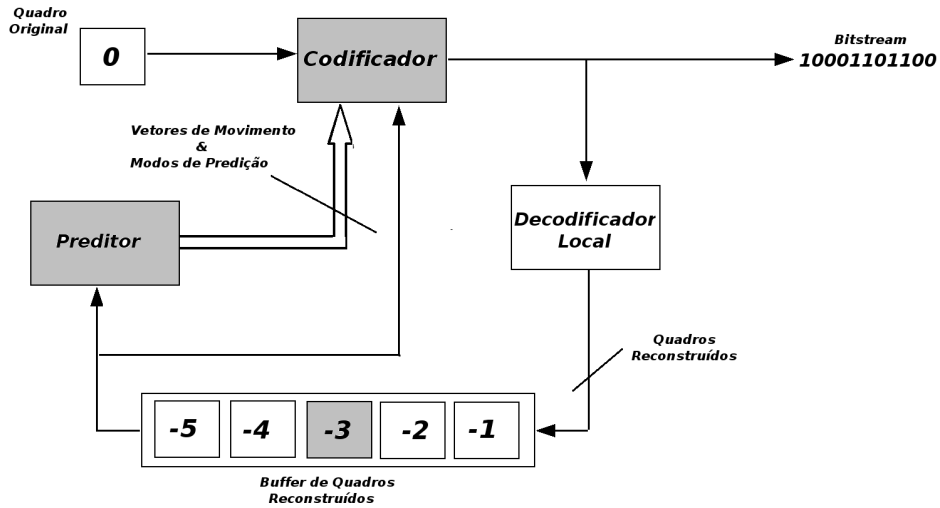 Quadro
Original
0
Codificador
Bitstream
10001101100
Vetores de Movimento
&
Modos de Predição
Preditor
Decodificador
Local
Quadros
Reconstruídos
-5
-4
-3
-2
-1
Buffer de Quadros
Reconstruídos